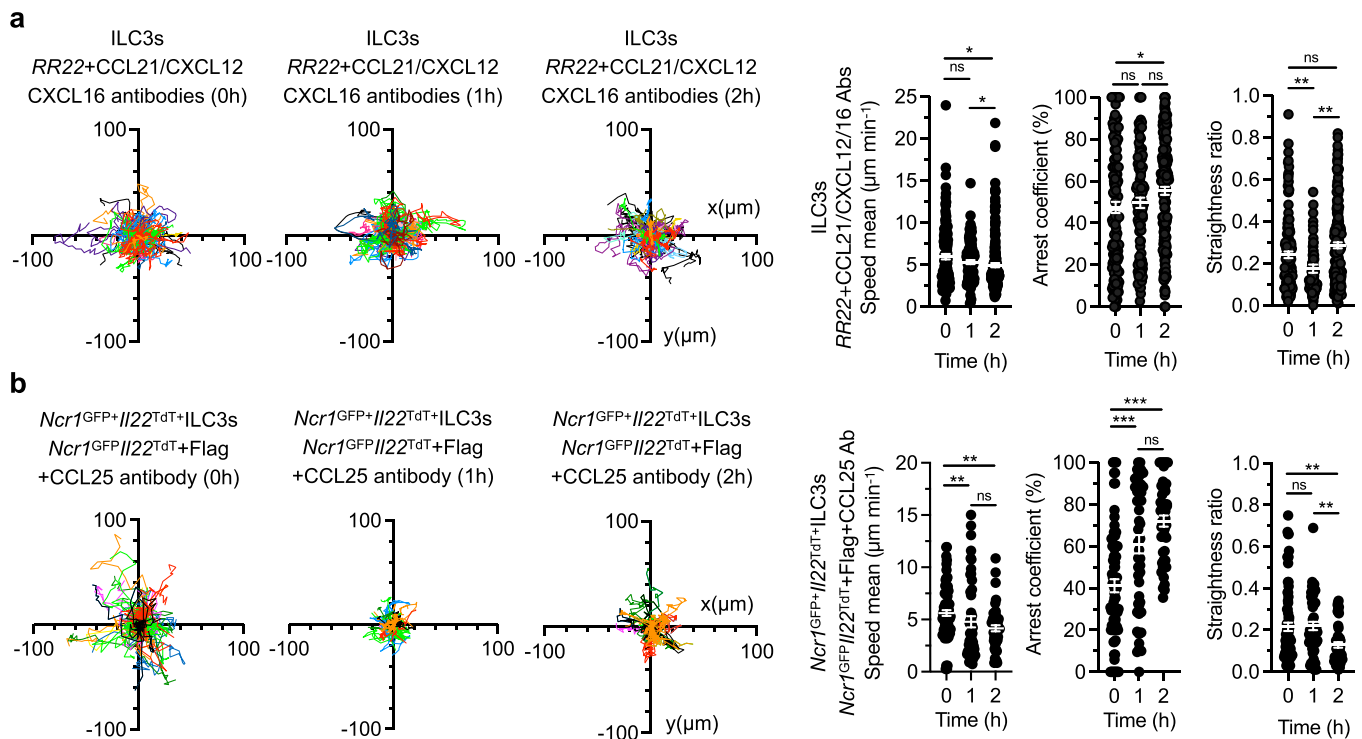 a
ILC3s
RR22+CCL21/CXCL12
CXCL16 antibodies (0h)
100
-100
100
-100
ILC3s
RR22+CCL21/CXCL12
CXCL16 antibodies (1h)
100
x(µm)
-100
100
-100
ILC3s
RR22+CCL21/CXCL12
CXCL16 antibodies (2h)
100
-100
100
-100
y(µm)
ILC3s
RR22+CCL21/CXCL12/16 Abs
Speed mean (µm min⁻¹)
*
ns
*
25
20
15
10
5
0
0 1 2
Time (h)
Arrest coefficient (%)
*
ns ns
100
80
60
40
20
0
0 1 2
Time (h)
Straightness ratio
ns
**
**
1.0
0.8
0.6
0.4
0.2
0.0
0 1 2
Time (h)
b
Ncr1GFP+Il22TdT+ILC3s
Ncr1GFPIl22TdT+Flag
+CCL25 antibody (0h)
100
-100
100
-100
Ncr1GFP+Il22TdT+ILC3s
Ncr1GFPIl22TdT+Flag
+CCL25 antibody (1h)
100
x(µm)
-100
100
-100
Ncr1GFP+Il22TdT+ILC3s
Ncr1GFPIl22TdT+Flag
+CCL25 antibody (2h)
100
-100
100
-100
y(µm)
Ncr1GFP+Il22TdT+ILC3s
Ncr1GFPIl22TdT+Flag+CCL25 Ab
Speed mean (µm min⁻¹)
**
**
ns
20
15
10
5
0
0 1 2
Time (h)
Arrest coefficient (%)
***
***
ns
100
80
60
40
20
0
0 1 2
Time (h)
Straightness ratio
**
ns
**
1.0
0.8
0.6
0.4
0.2
0.0
0 1 2
Time (h)